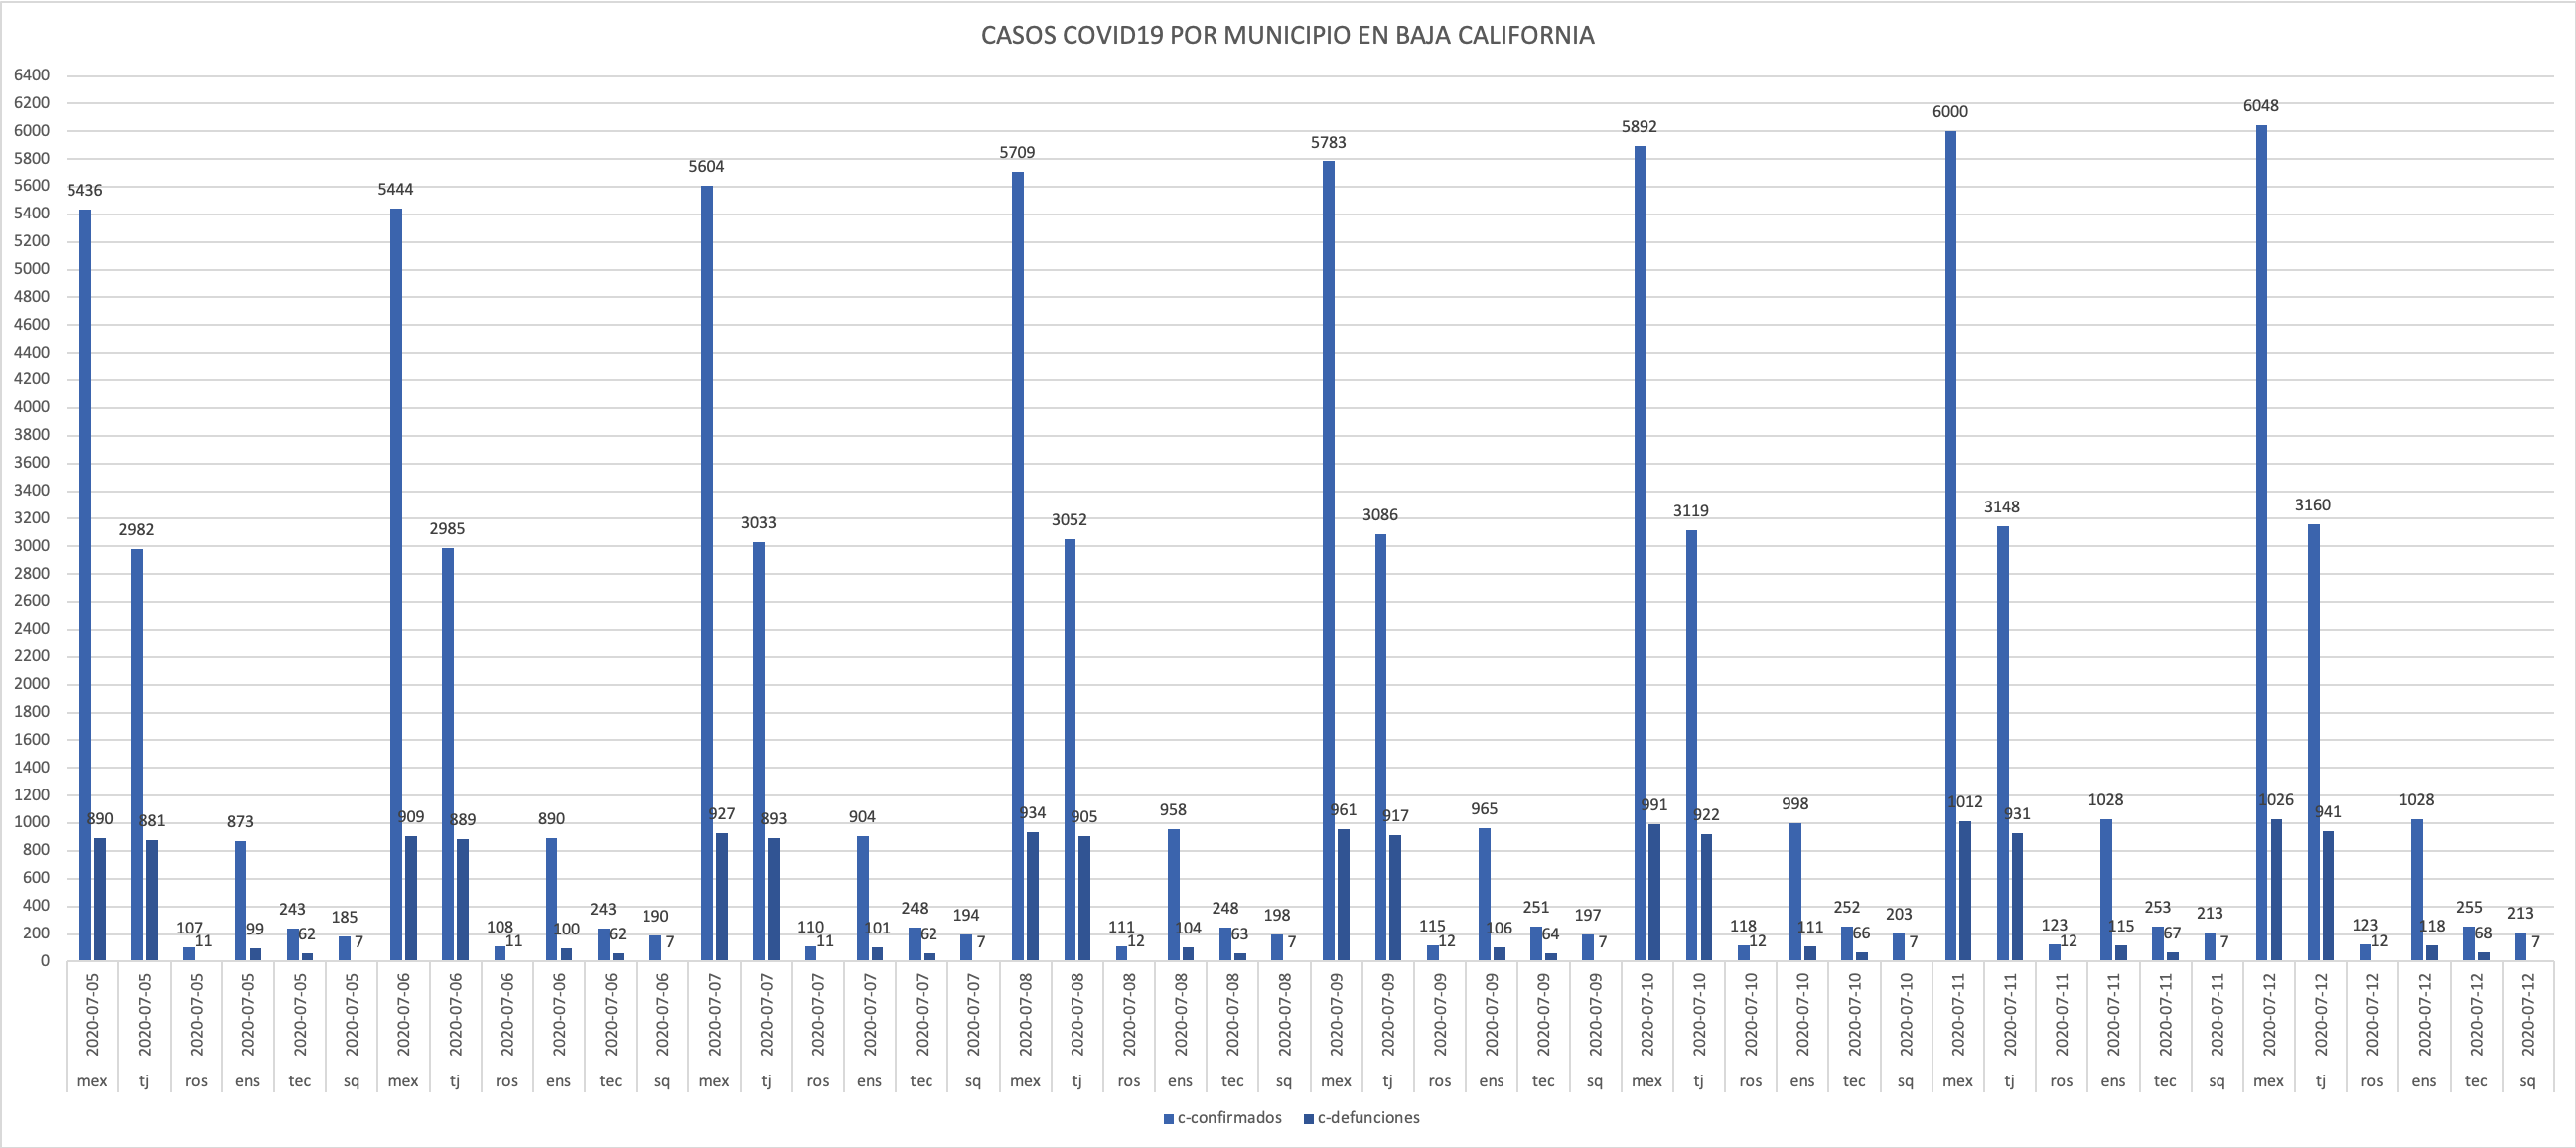 CASOS COVID19 POR MUNICIPIO EN BAJA CALIFORNIA
6400
6200
6000
5800
5600
5400
5200
5000
4800
4600
4400
4200
4000
3800
3600
3400
3200
3000
2800
2600
2400
2200
2000
1800
1600
1400
1200
1000
800
600
400
200
0
5436 890 2982 881 107 11 873 99 243 62 185 7
5444 909 2985 889 108 11 890 100 243 62 190 7
5604 927 3033 893 110 11 904 101 248 62 194 7
5709 934 3052 905 111 12 958 104 248 63 198 7
5783 961 3086 917 115 12 965 106 251 64 197 7
5892 991 3119 922 118 12 998 111 252 66 203 7
6000 1012 3148 931 123 12 1028 115 253 67 213 7
6048 1026 3160 941 123 12 1028 118 255 68 213 7
2020-07-05 2020-07-05 2020-07-05 2020-07-05 2020-07-05 2020-07-05 2020-07-06 2020-07-06 2020-07-06 2020-07-06 2020-07-06 2020-07-06 2020-07-07 2020-07-07 2020-07-07 2020-07-07 2020-07-07 2020-07-07 2020-07-08 2020-07-08 2020-07-08 2020-07-08 2020-07-08 2020-07-08 2020-07-09 2020-07-09 2020-07-09 2020-07-09 2020-07-09 2020-07-09 2020-07-10 2020-07-10 2020-07-10 2020-07-10 2020-07-10 2020-07-10 2020-07-11 2020-07-11 2020-07-11 2020-07-11 2020-07-11 2020-07-11 2020-07-12 2020-07-12 2020-07-12 2020-07-12 2020-07-12 2020-07-12
mex tj ros ens tec sq mex tj ros ens tec sq mex tj ros ens tec sq mex tj ros ens tec sq mex tj ros ens tec sq mex tj ros ens tec sq mex tj ros ens tec sq mex tj ros ens tec sq
c-confirmados c-defunciones